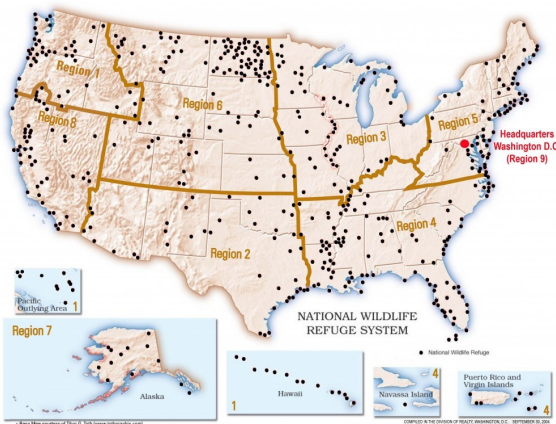 Region 1
Region 8
Region 6
Region 3
Region 5
Headquarters
Washington D.C
(Region 9)
Region 2
Region 4
Pacific
Outlying Area
1
NATIONAL WILDLIFE
REFUGE SYSTEM
National Wildlife Refuge
Region 7
Alaska
Hawaii
1
4
Navassa Island
Puerto Rico and
Virgin Islands
4
COMPILED IN THE DIVISION OF REALTY, WASHINGTON, D.C. SEPTEMBER 30,